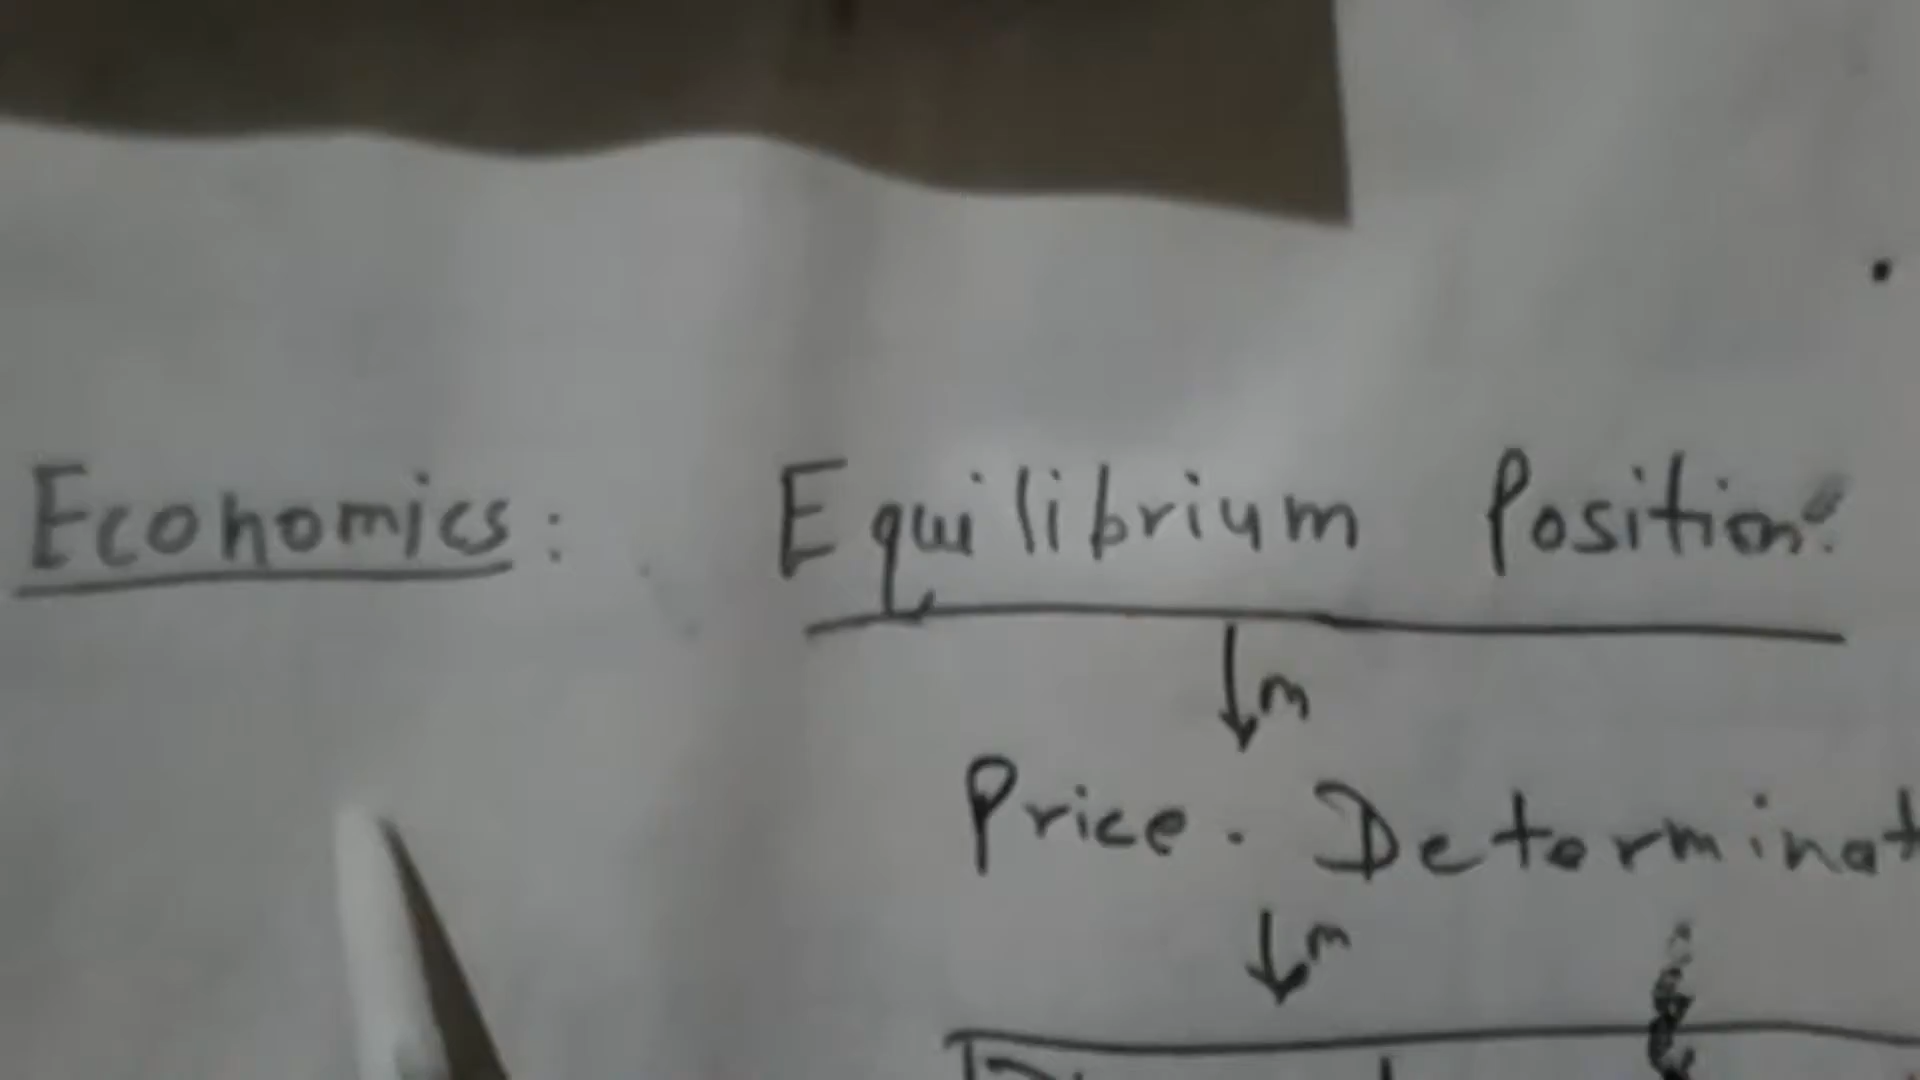 Economics: Equilibrium Position:
↓m
Price. Determinat
↓m